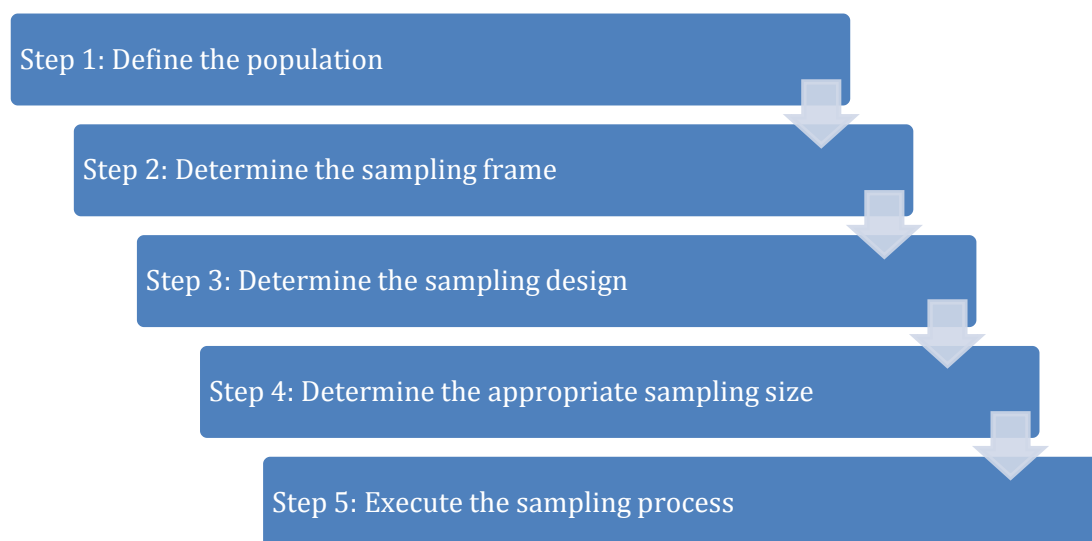 Step 1: Define the population
Step 2: Determine the sampling frame
Step 3: Determine the sampling design
Step 4: Determine the appropriate sampling size
Step 5: Execute the sampling process